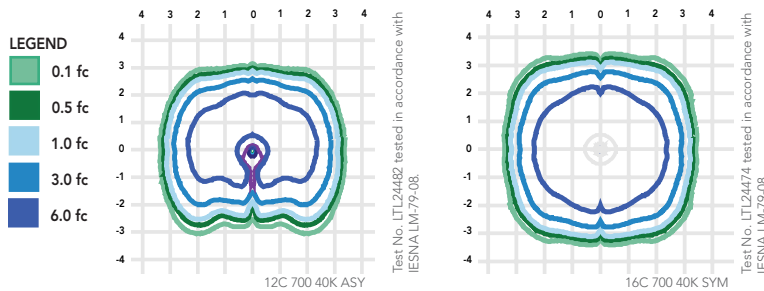 4 3 2 1 0 1 2 3 4
4 3 2 1 0 1 2 3 4
LEGEND
0.1 fc
0.5 fc
1.0 fc
3.0 fc
6.0 fc
4
3
2
1
0
-1
-2
-3
-4
12C 700 40K ASY
Test No. LTL24482 tested in accordance with
IESNA LM-79-08.
4
3
2
1
0
-1
-2
-3
-4
16C 700 40K SYM
Test No. LTL24474 tested in accordance with
IESNA LM-79-08